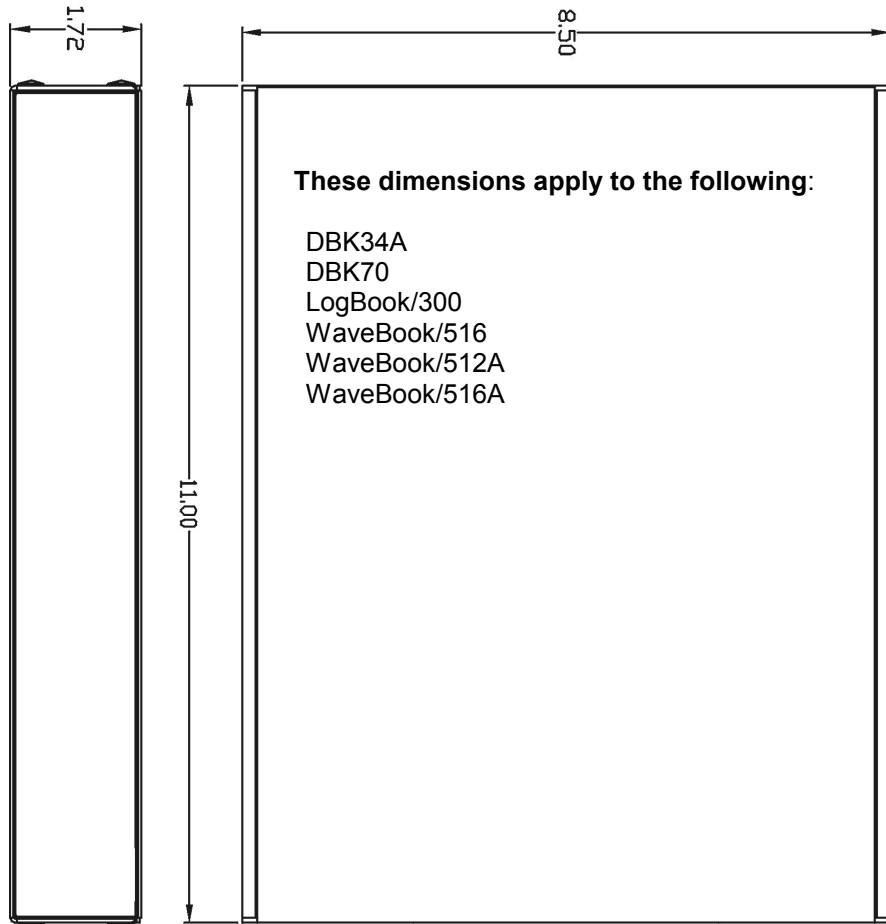 1.72
8.50
These dimensions apply to the following:
DBK34A
DBK70
LogBook/300
WaveBook/516
WaveBook/512A
WaveBook/516A
11.00